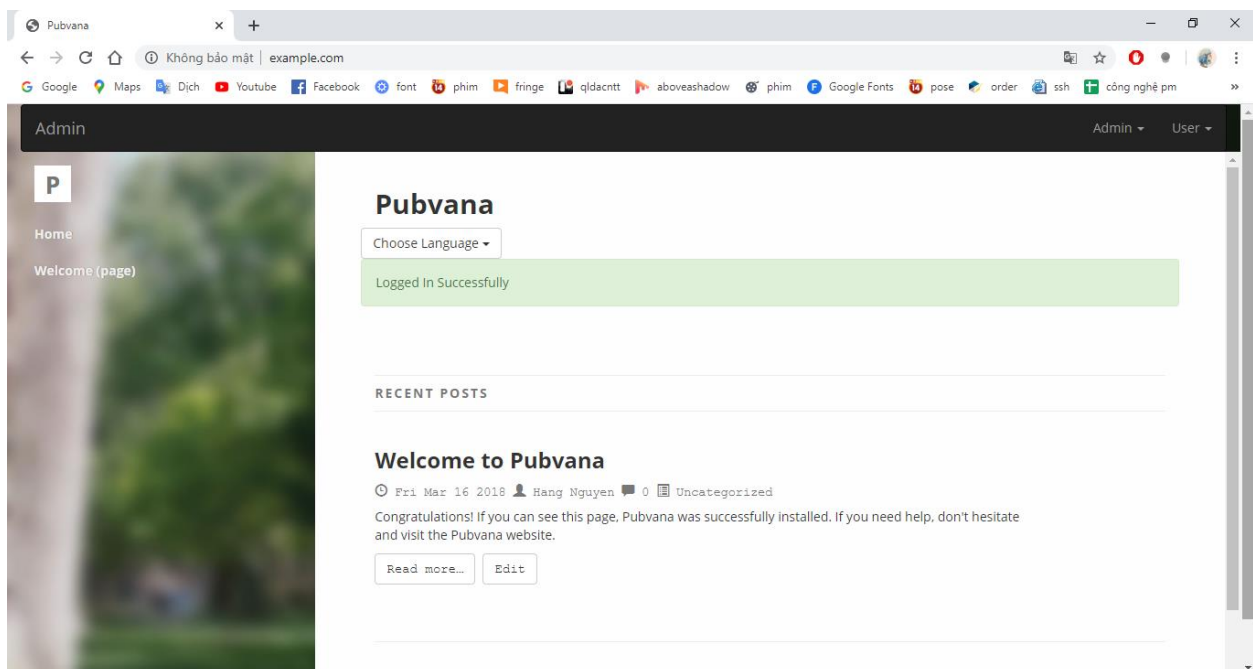 Pubvana
Không bảo mật | example.com
Google Maps Dịch Youtube Facebook font phim fringe qldacntt aboveashadow phim Google Fonts pose order ssh công nghệ pm »
Admin Admin User
P
Home
Welcome (page)
Pubvana
Choose Language
Logged In Successfully
RECENT POSTS
Welcome to Pubvana
Fri Mar 16 2018 Hang Nguyen 0 Uncategorized
Congratulations! If you can see this page, Pubvana was successfully installed. If you need help, don't hesitate
and visit the Pubvana website.
Read more… Edit